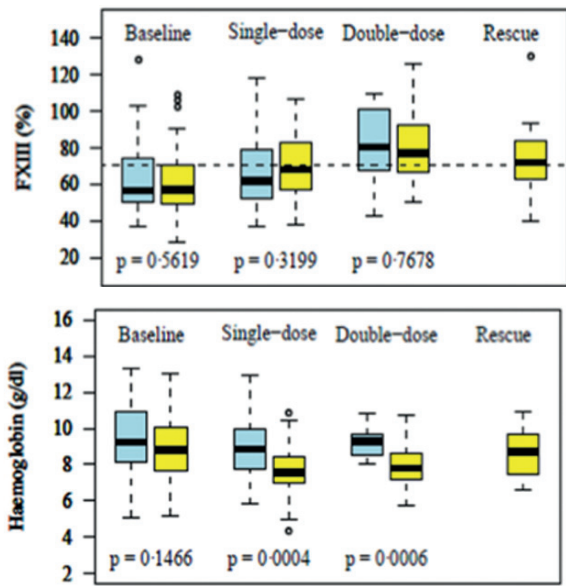 Baseline Single-dose Double-dose Rescue
FXIII (%)
140
120
100
80
60
40
20
p = 0·5619 p = 0·3199 p = 0·7678
Baseline Single-dose Double-dose Rescue
Haemoglobin (g/dl)
16
14
12
10
8
6
4
2
p = 0·1466 p = 0·0004 p = 0·0006